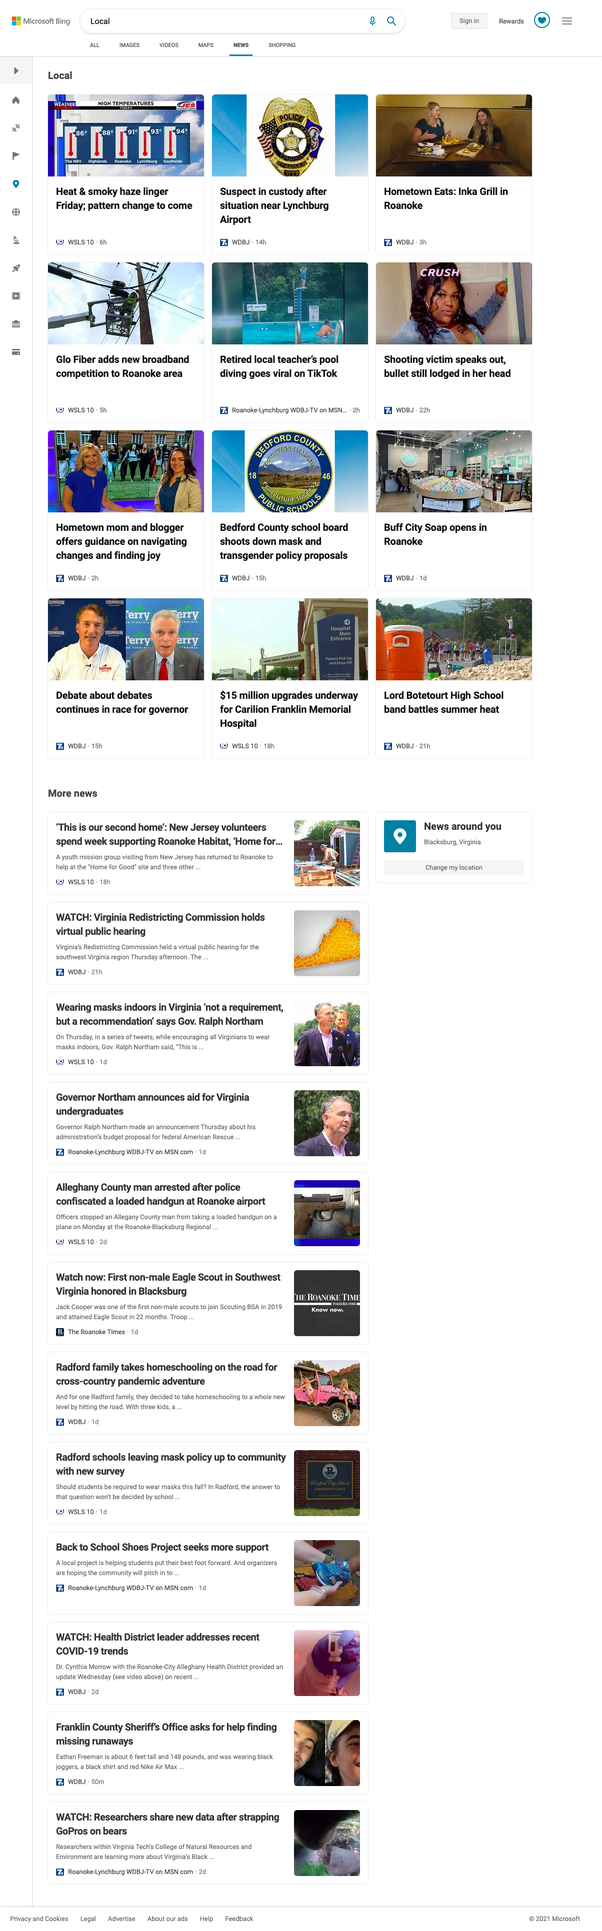 Microsoft Bing
Local
Sign in
Rewards
ALL
IMAGES
VIDEOS
MAPS
NEWS
SHOPPING
Local
WEATHER
HIGH TEMPERATURES
86°
88°
91°
93°
94°
The NRV
Highlands
Roanoke
Lynchburg
Southside
Heat & smoky haze linger
Friday; pattern change to come
WSLS 10 · 6h
POLICE
Suspect in custody after
situation near Lynchburg
Airport
WDBJ · 14h
Hometown Eats: Inka Grill in
Roanoke
WDBJ · 3h
Glo Fiber adds new broadband
competition to Roanoke area
WSLS 10 · 5h
Retired local teacher's pool
diving goes viral on TikTok
Roanoke-Lynchburg WDBJ-TV on MSN... · 2h
CRUSH
Shooting victim speaks out,
bullet still lodged in her head
WDBJ · 22h
Hometown mom and blogger
offers guidance on navigating
changes and finding joy
WDBJ · 2h
BEDFORD COUNTY
18
46
PUBLIC SCHOOLS
Bedford County school board
shoots down mask and
transgender policy proposals
WDBJ · 15h
Buff City Soap opens in
Roanoke
WDBJ · 1d
Terry
Debate about debates
continues in race for governor
WDBJ · 15h
Hospital
Main
Entrance
$15 million upgrades underway
for Carilion Franklin Memorial
Hospital
WSLS 10 · 18h
Lord Botetourt High School
band battles summer heat
WDBJ · 21h
More news
'This is our second home': New Jersey volunteers
spend week supporting Roanoke Habitat, 'Home for...
A youth mission group visiting from New Jersey has returned to Roanoke to
help at the "Home for Good" site and three other ...
WSLS 10 · 18h
News around you
Blacksburg, Virginia
Change my location
WATCH: Virginia Redistricting Commission holds
virtual public hearing
Virginia's Redistricting Commission held a virtual public hearing for the
southwest Virginia region Thursday afternoon. The ...
WDBJ · 21h
Wearing masks indoors in Virginia 'not a requirement,
but a recommendation' says Gov. Ralph Northam
On Thursday, in a series of tweets, while encouraging all Virginians to wear
masks indoors, Gov. Ralph Northam said, "This is ...
WSLS 10 · 1d
Governor Northam announces aid for Virginia
undergraduates
Governor Ralph Northam made an announcement Thursday about his
administration's budget proposal for federal American Rescue ...
Roanoke-Lynchburg WDBJ-TV on MSN.com · 1d
Alleghany County man arrested after police
confiscated a loaded handgun at Roanoke airport
Officers stopped an Allegany County man from taking a loaded handgun on a
plane on Monday at the Roanoke-Blacksburg Regional ...
WSLS 10 · 2d
Watch now: First non-male Eagle Scout in Southwest
Virginia honored in Blacksburg
Jack Cooper was one of the first non-male scouts to join Scouting BSA in 2019
and attained Eagle Scout in 22 months. Troop ...
The Roanoke Times · 1d
THE ROANOKE TIMES
Know now.
Radford family takes homeschooling on the road for
cross-country pandemic adventure
And for one Radford family, they decided to take homeschooling to a whole new
level by hitting the road. With three kids, a ...
WDBJ · 1d
Radford schools leaving mask policy up to community
with new survey
Should students be required to wear masks this fall? In Radford, the answer to
that question won't be decided by school ...
WSLS 10 · 1d
Back to School Shoes Project seeks more support
A local project is helping students put their best foot forward. And organizers
are hoping the community will pitch in to ...
Roanoke-Lynchburg WDBJ-TV on MSN.com · 1d
WATCH: Health District leader addresses recent
COVID-19 trends
Dr. Cynthia Morrow with the Roanoke-City Alleghany Health District provided an
update Wednesday (see video above) on recent ...
WDBJ · 2d
Franklin County Sheriff's Office asks for help finding
missing runaways
Eathan Freeman is about 6 feet tall and 148 pounds, and was wearing black
joggers, a black shirt and red Nike Air Max ...
WDBJ · 50m
WATCH: Researchers share new data after strapping
GoPros on bears
Researchers within Virginia Tech's College of Natural Resources and
Environment are learning more about Virginia's Black ...
Roanoke-Lynchburg WDBJ-TV on MSN.com · 2d
Privacy and Cookies
Legal
Advertise
About our ads
Help
Feedback
© 2021 Microsoft